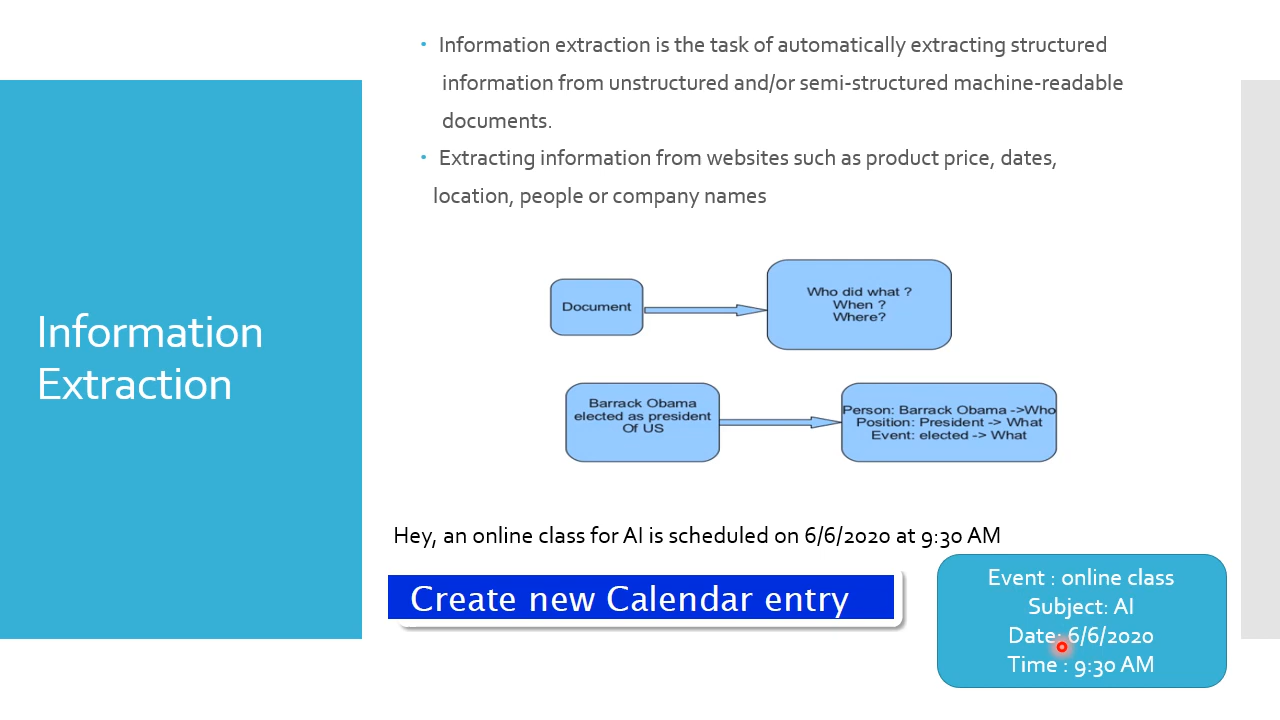 Information
Extraction
• Information extraction is the task of automatically extracting structured
information from unstructured and/or semi-structured machine-readable
documents.
• Extracting information from websites such as product price, dates,
location, people or company names
Document
Who did what ?
When ?
Where?
Barrack Obama
elected as president
Of US
Person: Barrack Obama ->Who
Position: President -> What
Event: elected -> What
Hey, an online class for AI is scheduled on 6/6/2020 at 9:30 AM
Create new Calendar entry
Event : online class
Subject: AI
Date: 6/6/2020
Time : 9:30 AM